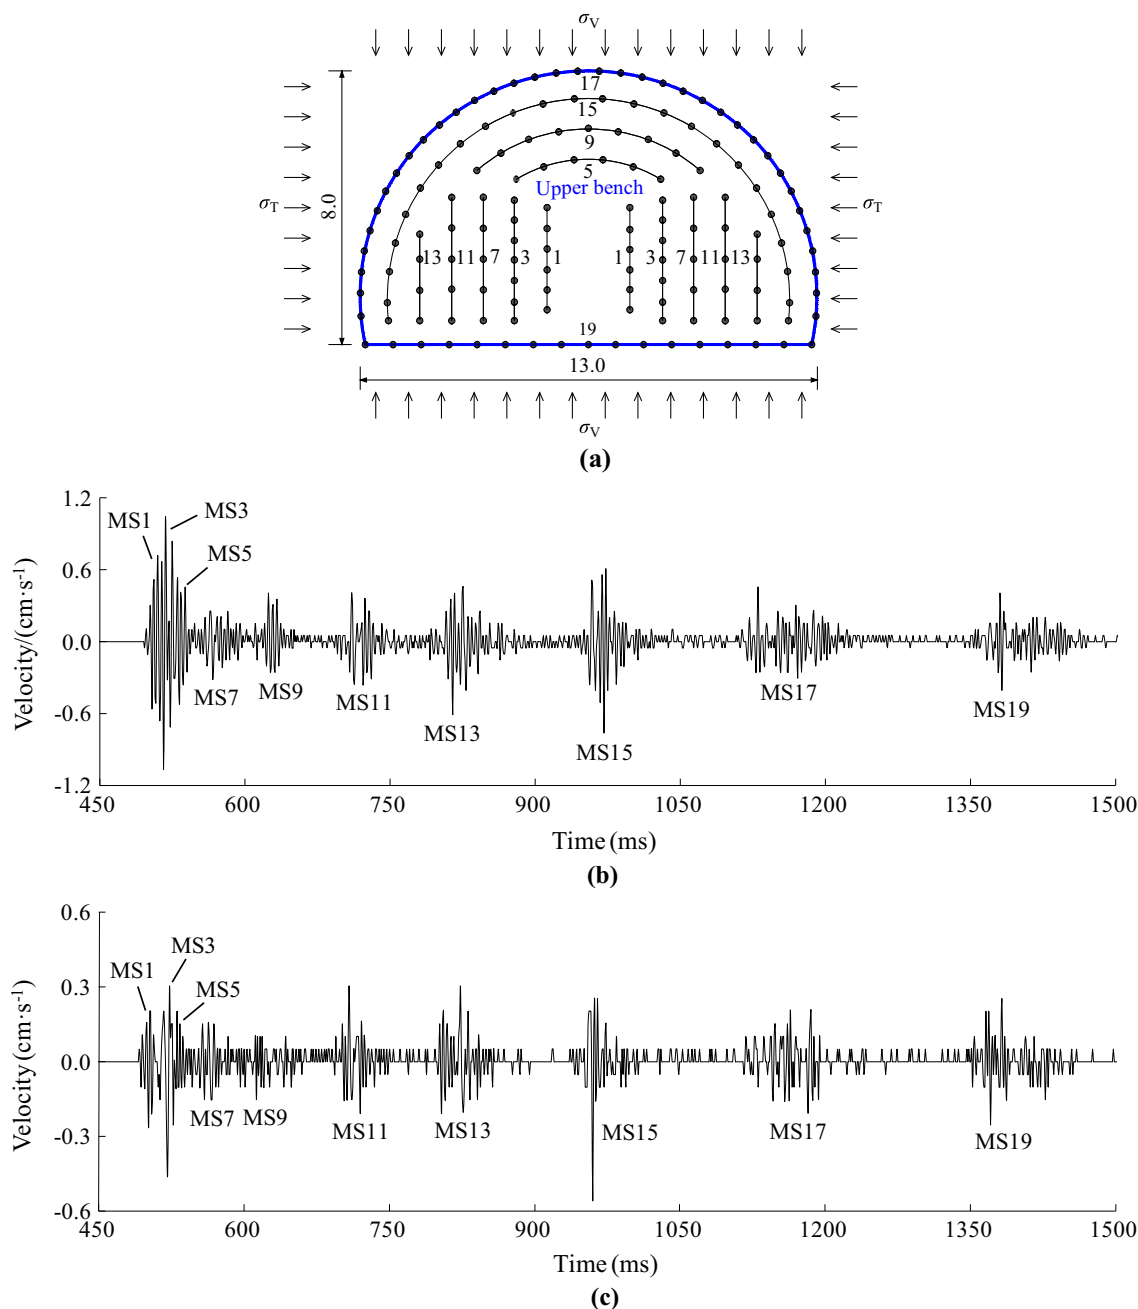 σV
17
15
9
5
Upper bench
8.0
σT
σT
13 11 7 3 1 1 3 7 11 13
19
13.0
σV
(a)
1.2
0.6
0.0
-0.6
-1.2
Velocity/(cm·s-1)
MS1
MS3
MS5
MS7
MS9
MS11
MS13
MS15
MS17
MS19
450 600 750 900 1050 1200 1350 1500
Time (ms)
(b)
0.6
0.3
0.0
-0.3
-0.6
Velocity (cm·s-1)
MS1
MS3
MS5
MS7
MS9
MS11
MS13
MS15
MS17
MS19
450 600 750 900 1050 1200 1350 1500
Time (ms)
(c)